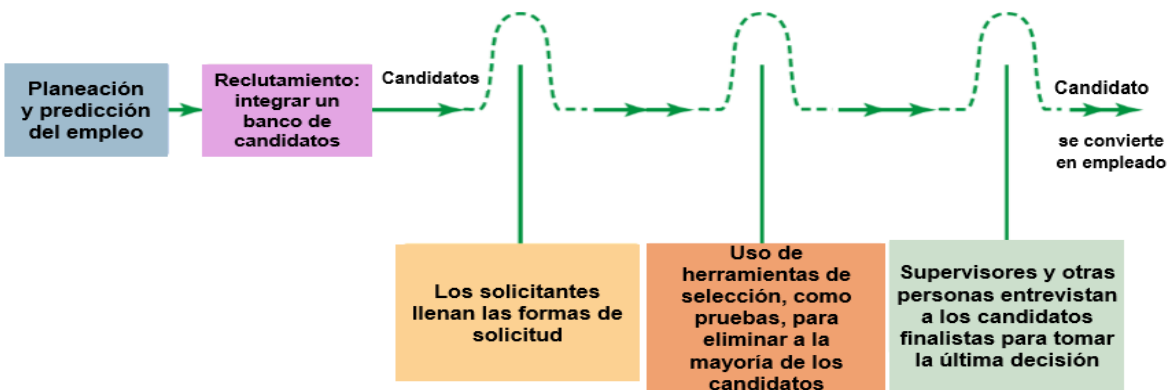 Planeación
y predicción
del empleo
Reclutamiento:
integrar un
banco de
candidatos
Candidatos
Candidato
se convierte
en empleado
Los solicitantes
llenan las formas de
solicitud
Uso de
herramientas de
selección, como
pruebas, para
eliminar a la
mayoría de los
candidatos
Supervisores y otras
personas entrevistan
a los candidatos
finalistas para tomar
la última decisión